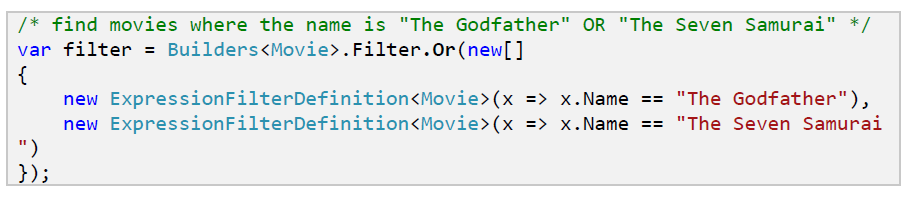 /* find movies where the name is "The Godfather" OR "The Seven Samurai" */
var filter = Builders<Movie>.Filter.Or(new[]
{
    new ExpressionFilterDefinition<Movie>(x => x.Name == "The Godfather"),
    new ExpressionFilterDefinition<Movie>(x => x.Name == "The Seven Samurai
")
});